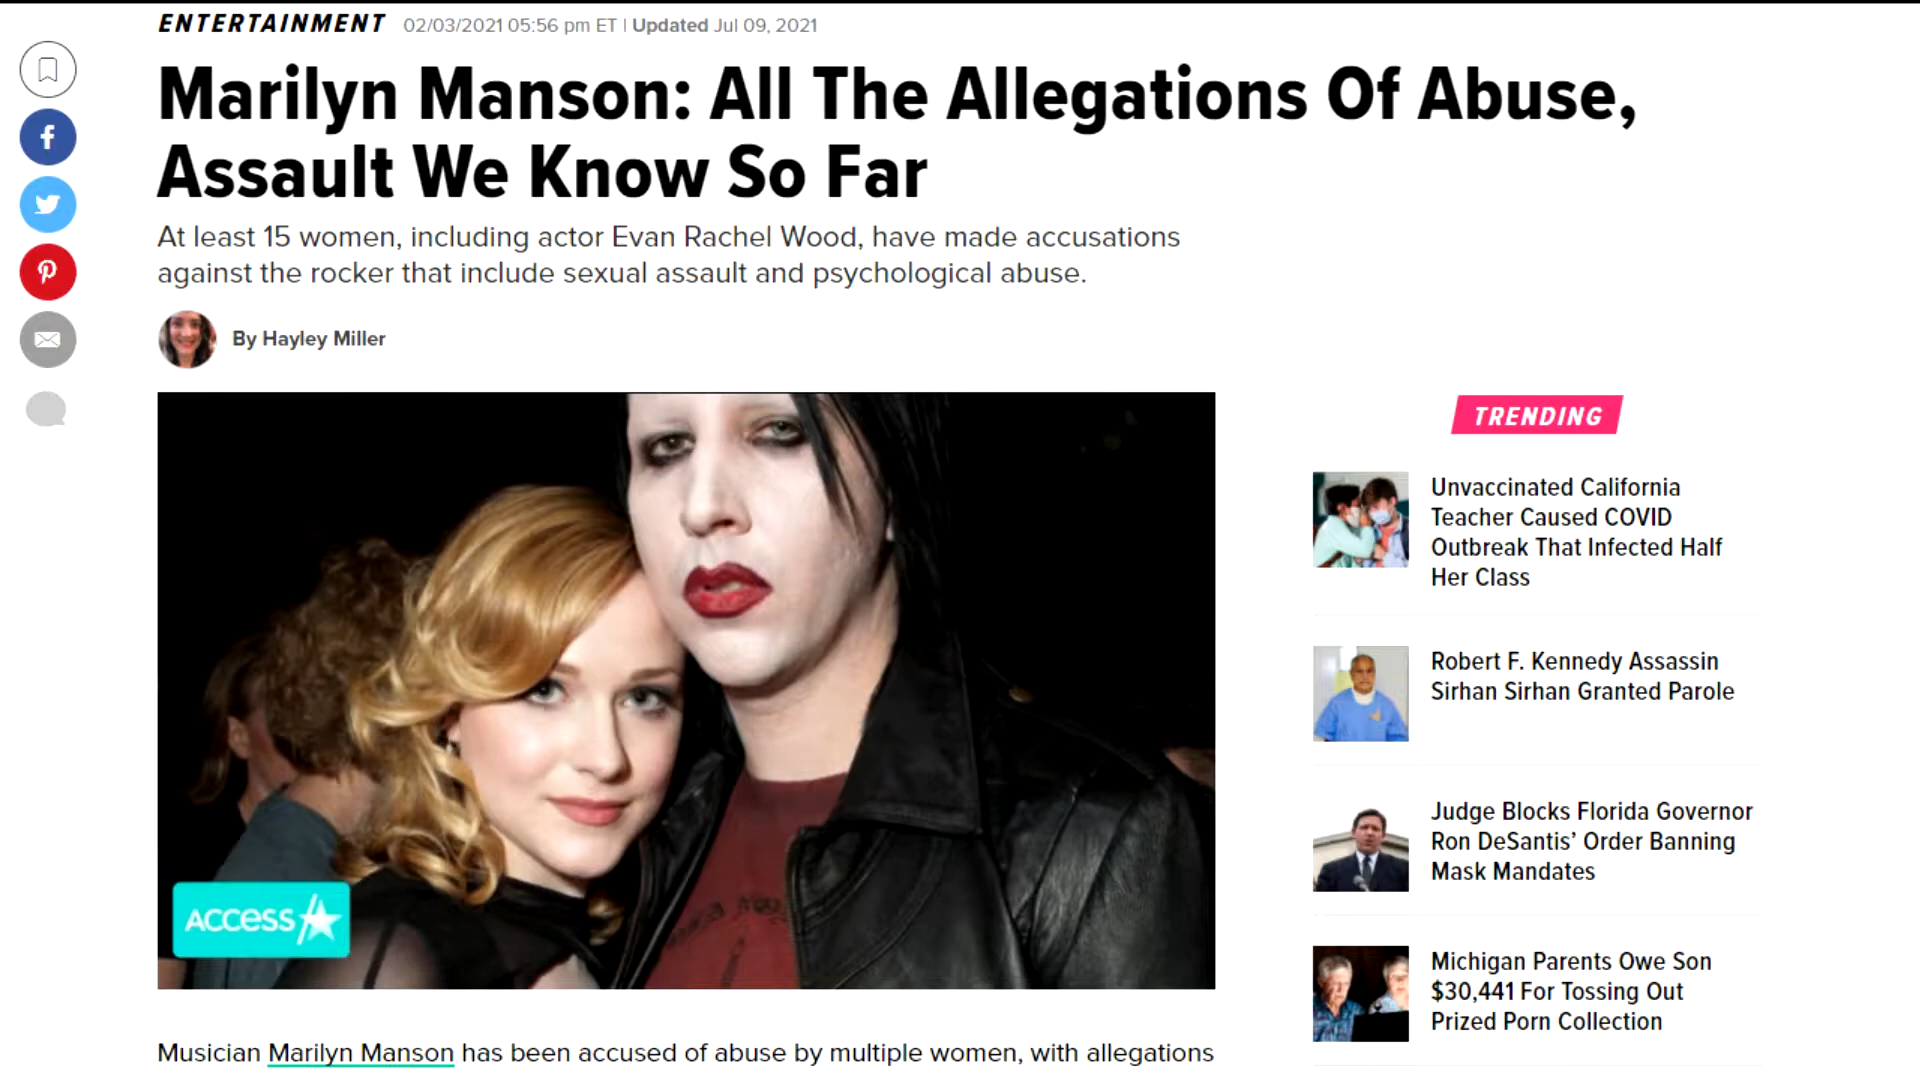 ENTERTAINMENT 02/03/2021 05:56 pm ET | Updated Jul 09, 2021
Marilyn Manson: All The Allegations Of Abuse,
Assault We Know So Far
At least 15 women, including actor Evan Rachel Wood, have made accusations
against the rocker that include sexual assault and psychological abuse.
By Hayley Miller
ACCESS
Musician Marilyn Manson has been accused of abuse by multiple women, with allegations
TRENDING
Unvaccinated California
Teacher Caused COVID
Outbreak That Infected Half
Her Class
Robert F. Kennedy Assassin
Sirhan Sirhan Granted Parole
Judge Blocks Florida Governor
Ron DeSantis’ Order Banning
Mask Mandates
Michigan Parents Owe Son
$30,441 For Tossing Out
Prized Porn Collection